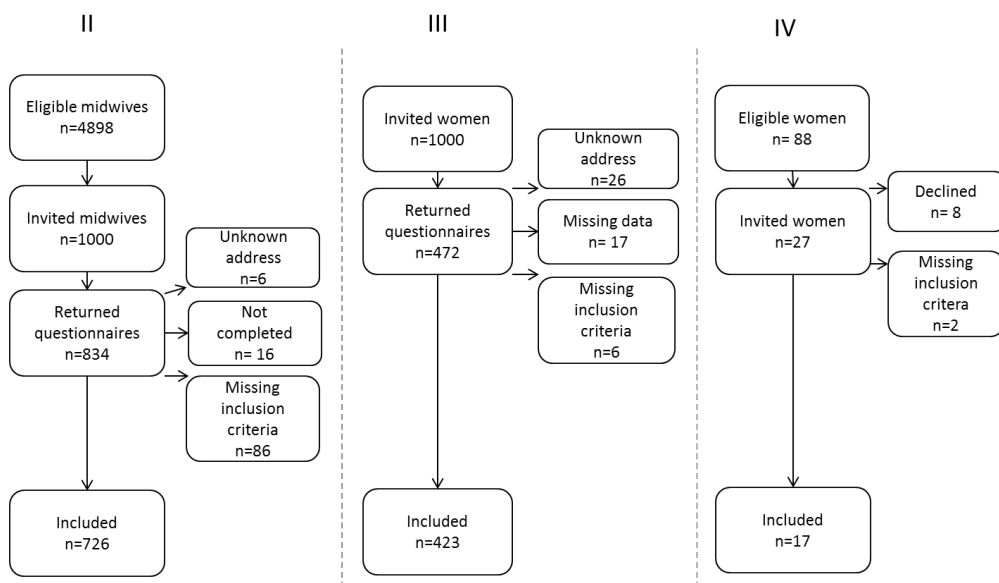 II
Eligible midwives
n=4898
Invited midwives
n=1000
Unknown
address
n=6
Returned
questionnaires
n=834
Not
completed
n= 16
Missing
inclusion
criteria
n=86
Included
n=726
III
Invited women
n=1000
Unknown
address
n=26
Returned
questionnaires
n=472
Missing data
n= 17
Missing
inclusion
criteria
n=6
Included
n=423
IV
Eligible women
n= 88
Declined
n= 8
Invited women
n=27
Missing
inclusion
critera
n=2
Included
n=17